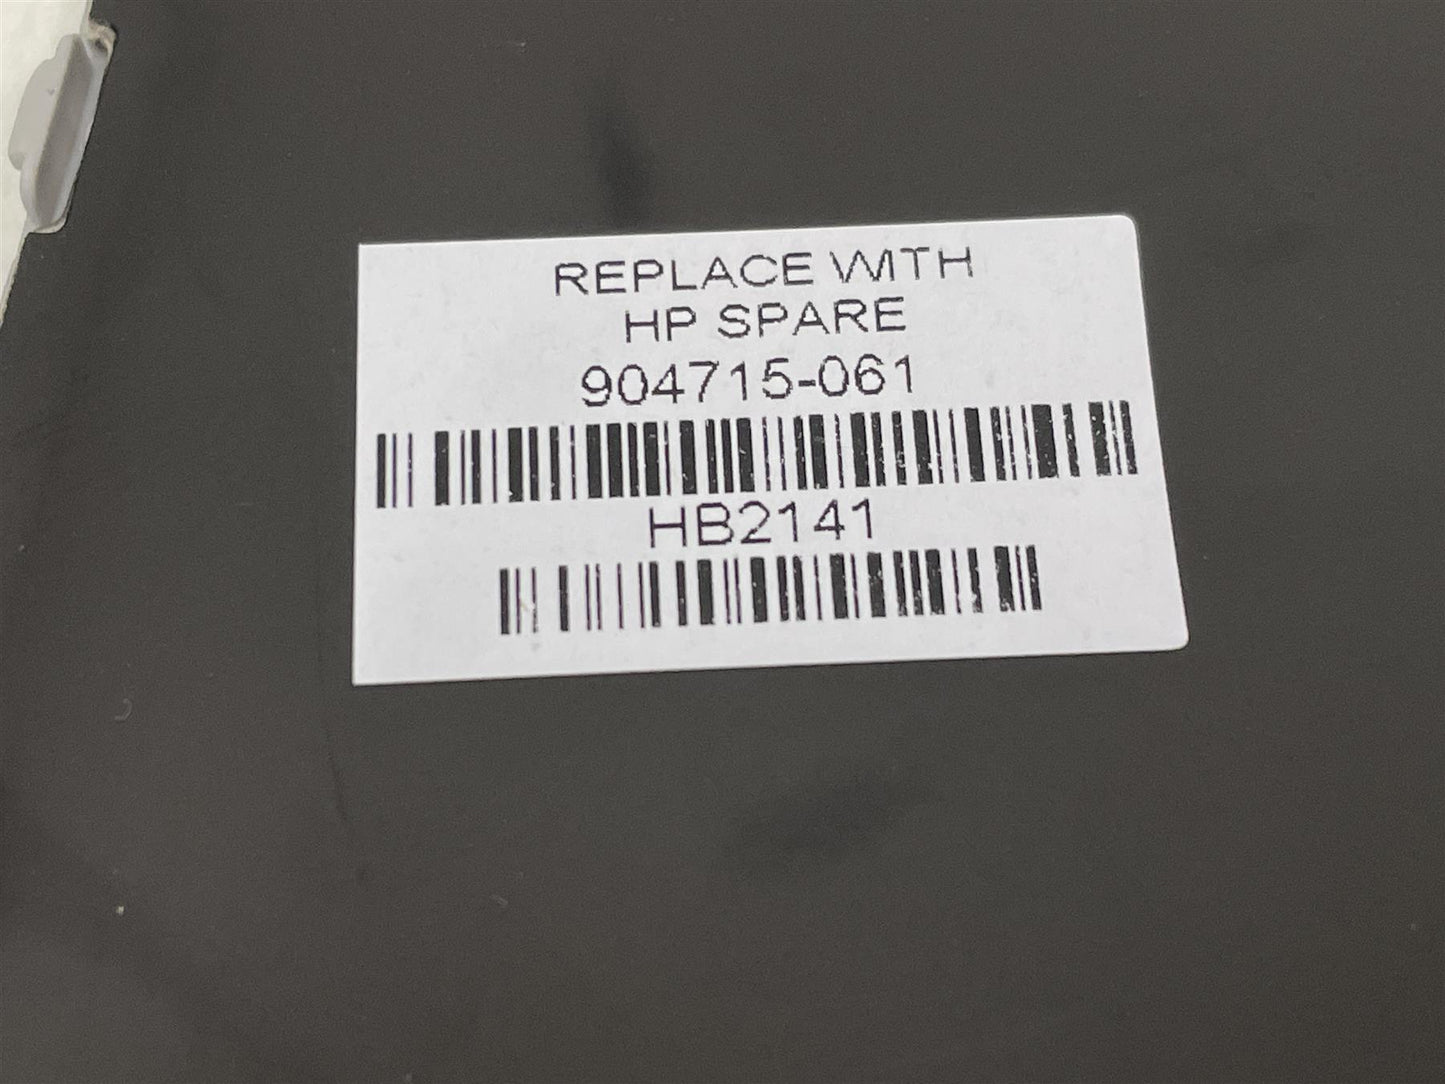 REPLACE WITH
HP SPARE
904715-061
HB2141